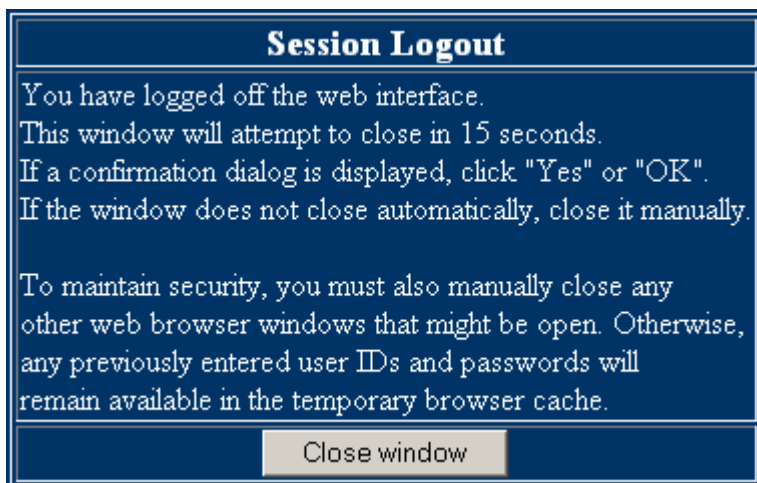 Session Logout
You have logged off the web interface.
This window will attempt to close in 15 seconds.
If a confirmation dialog is displayed, click "Yes" or "OK".
If the window does not close automatically, close it manually.
To maintain security, you must also manually close any
other web browser windows that might be open. Otherwise,
any previously entered user IDs and passwords will
remain available in the temporary browser cache.
Close window